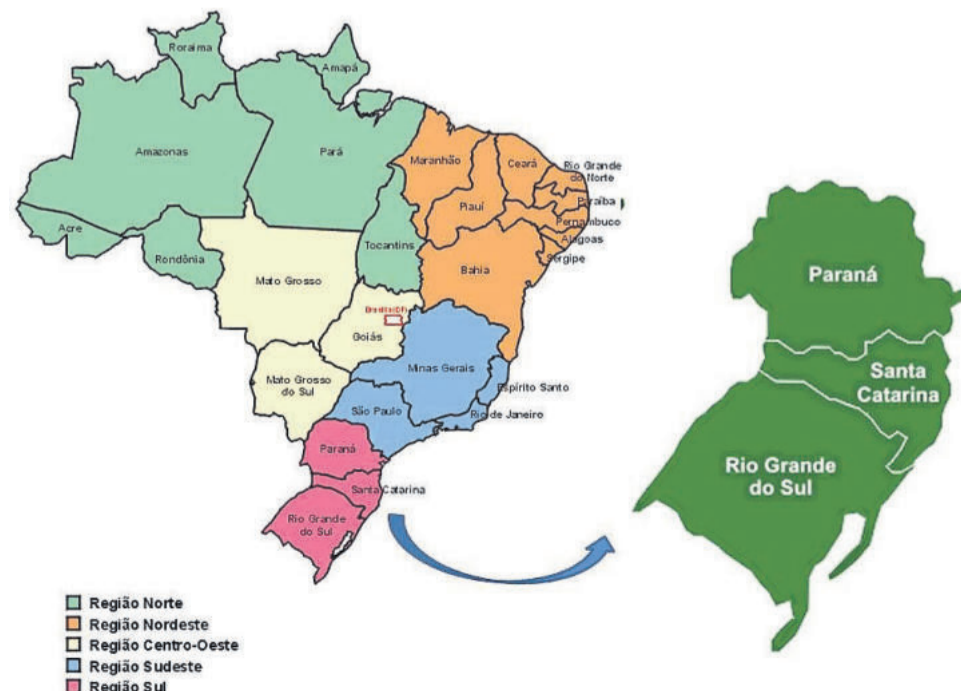 Roraima
Amapá
Amazonas
Pará
Maranhão
Ceará
Rio Grande
do Norte
Paraíba
Piauí
Pernambuco
Alagoas
Sergipe
Acre
Rondônia
Tocantins
Bahia
Mato Grosso
Goiás
Minas Gerais
Mato Grosso
do Sul
Espírito Santo
São Paulo
Rio de Janeiro
Paraná
Santa Catarina
Rio Grande
do Sul
Paraná
Santa
Catarina
Rio Grande
do Sul
Região Norte
Região Nordeste
Região Centro-Oeste
Região Sudeste
Região Sul